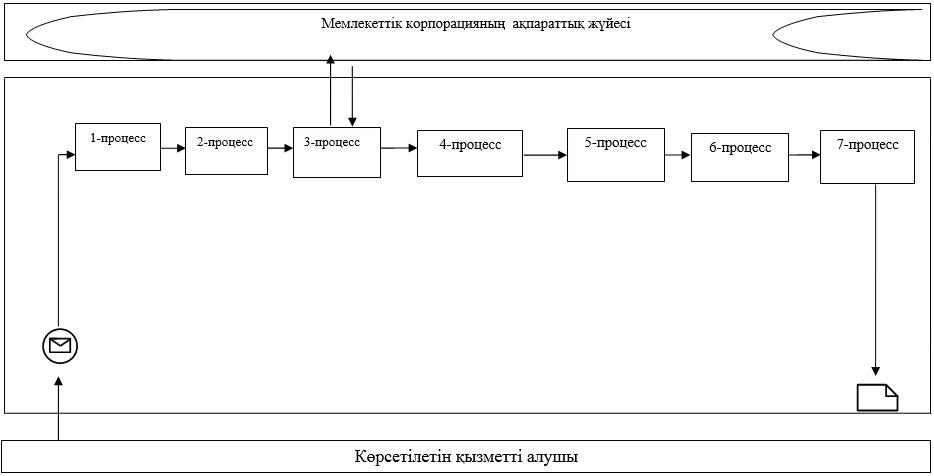 Мемлекеттік корпорацияның ақпараттық жүйесі
1-процесс
2-процесс
3-процесс
4-процесс
5-процесс
6-процесс
7-процесс
Көрсетілетін қызметті алушы